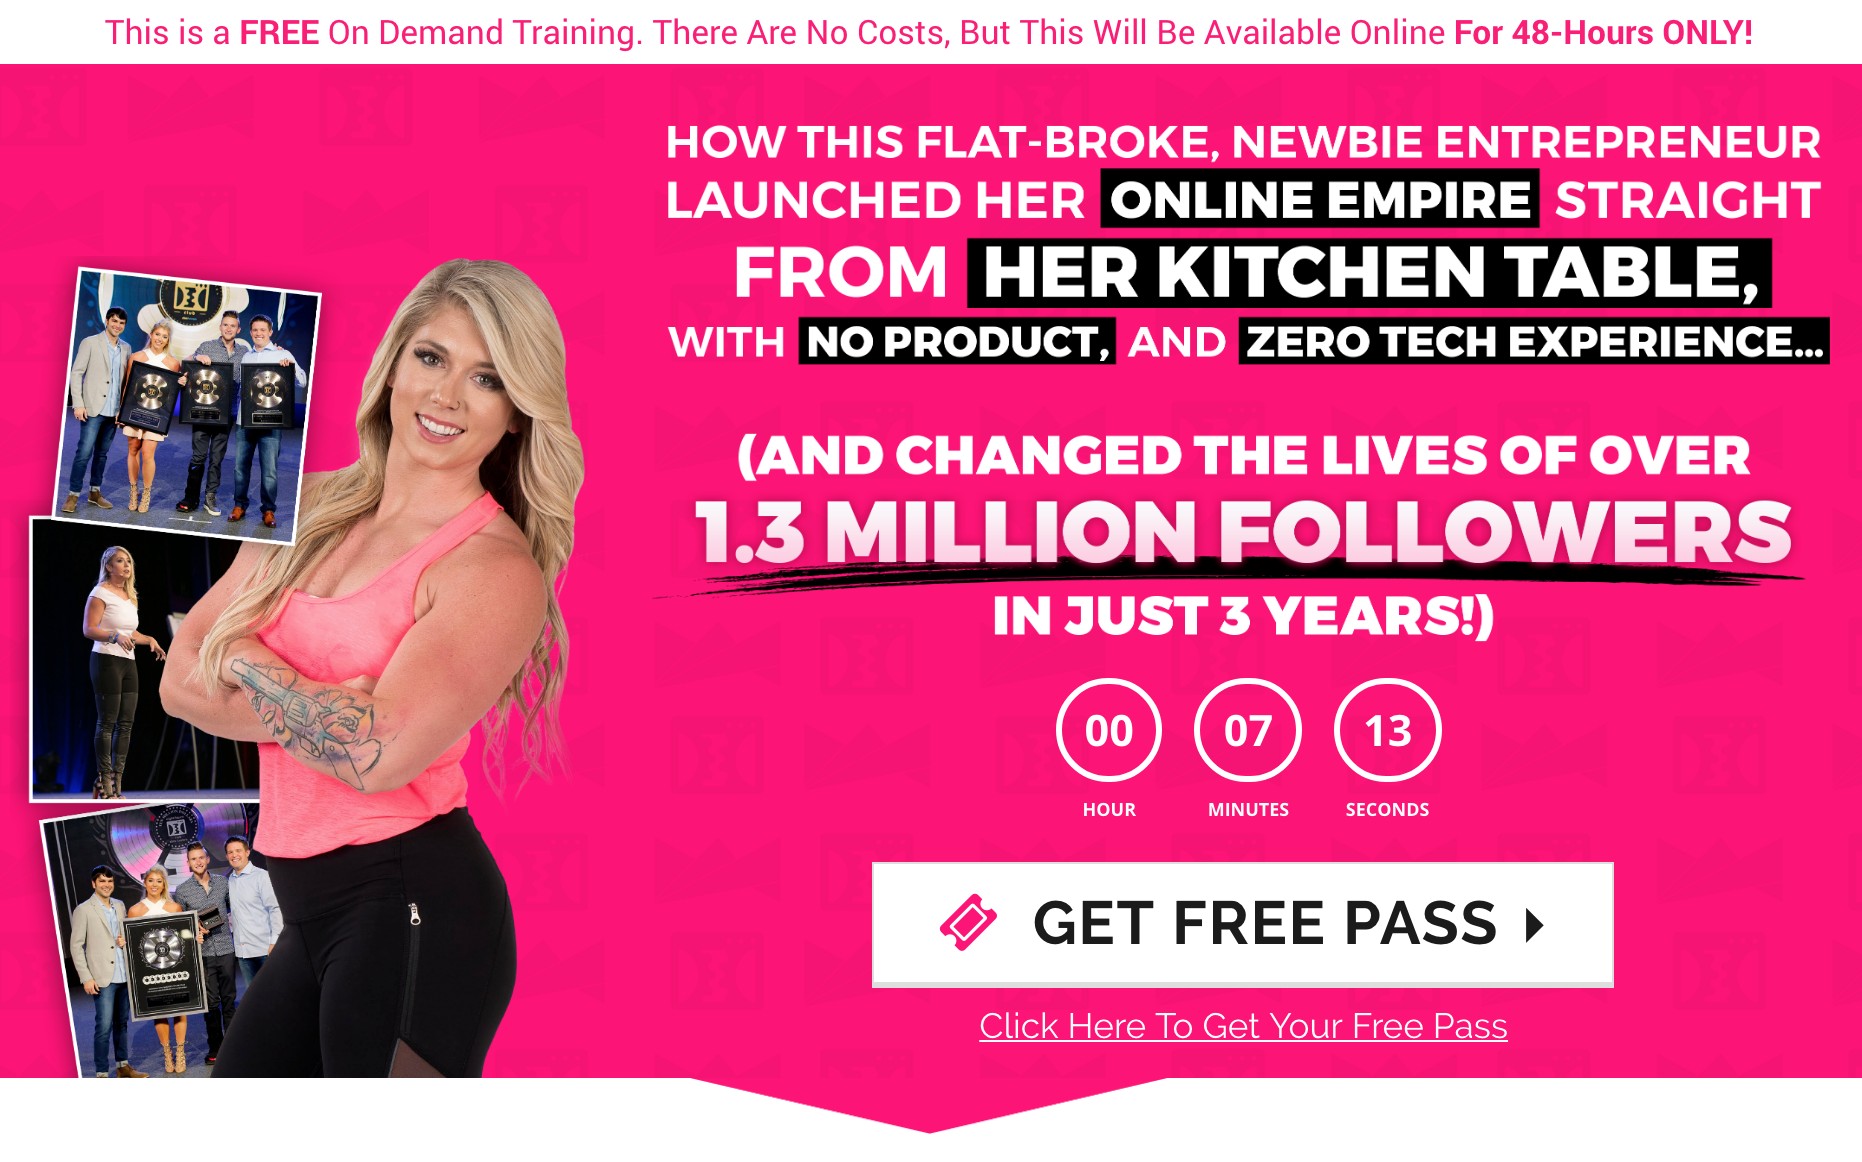 This is a FREE On Demand Training. There Are No Costs, But This Will Be Available Online For 48-Hours ONLY!
HOW THIS FLAT-BROKE, NEWBIE ENTREPRENEUR
LAUNCHED HER ONLINE EMPIRE STRAIGHT
FROM HER KITCHEN TABLE,
WITH NO PRODUCT, AND ZERO TECH EXPERIENCE...
(AND CHANGED THE LIVES OF OVER
1.3 MILLION FOLLOWERS
IN JUST 3 YEARS!)
00 07 13
HOUR MINUTES SECONDS
GET FREE PASS
Click Here To Get Your Free Pass